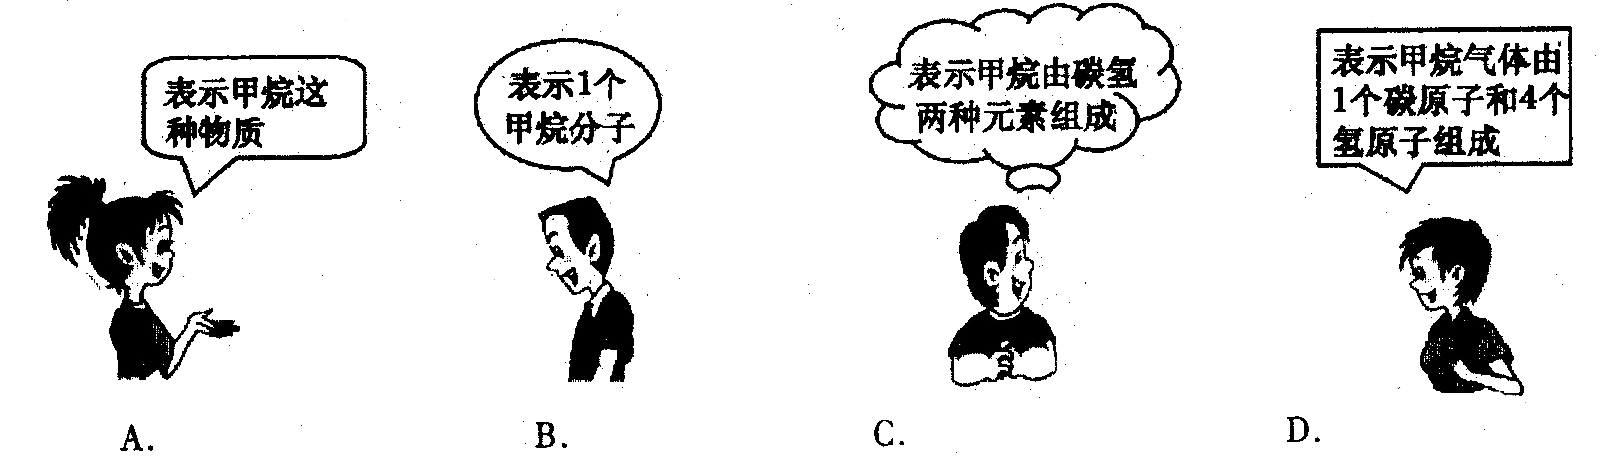 表示甲烷这
种物质
表示1个
甲烷分子
表示甲烷由碳氢
两种元素组成
表示甲烷气体由
1个碳原子和4个
氢原子组成
A.
B.
C.
D.